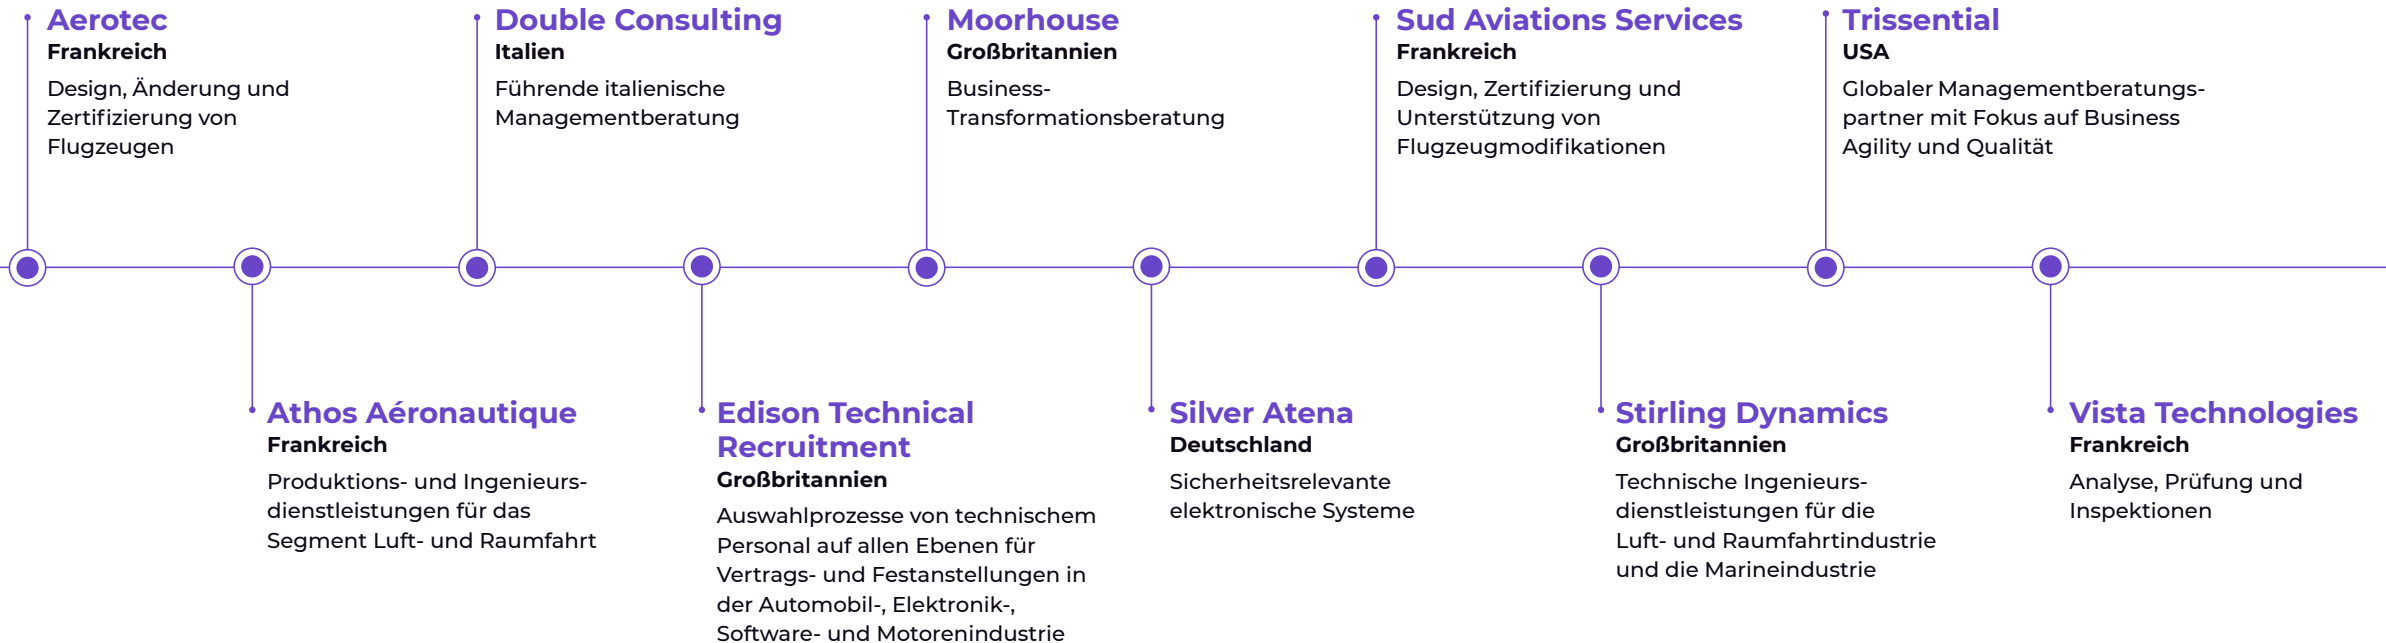 Aerotec
Frankreich
Design, Änderung und
Zertifizierung von
Flugzeugen
Athos Aéronautique
Frankreich
Produktions- und Ingenieurs-
dienstleistungen für das
Segment Luft- und Raumfahrt
Double Consulting
Italien
Führende italienische
Managementberatung
Edison Technical
Recruitment
Großbritannien
Auswahlprozesse von technischem
Personal auf allen Ebenen für
Vertrags- und Festanstellungen in
der Automobil-, Elektronik-,
Software- und Motorenindustrie
Moorhouse
Großbritannien
Business-
Transformationsberatung
Silver Atena
Deutschland
Sicherheitsrelevante
elektronische Systeme
Sud Aviations Services
Frankreich
Design, Zertifizierung und
Unterstützung von
Flugzeugmodifikationen
Stirling Dynamics
Großbritannien
Technische Ingenieurs-
dienstleistungen für die
Luft- und Raumfahrtindustrie
und die Marineindustrie
Trissential
USA
Globaler Managementberatungs-
partner mit Fokus auf Business
Agility und Qualität
Vista Technologies
Frankreich
Analyse, Prüfung und
Inspektionen